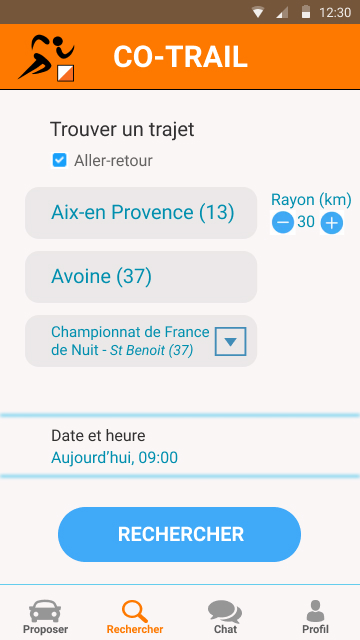 12:30
CO-TRAIL
Trouver un trajet
Aller-retour
Aix-en Provence (13)
Rayon (km)
30
Avoine (37)
Championnat de France
de Nuit - St Benoit (37)
Date et heure
Aujourd’hui, 09:00
RECHERCHER
Proposer
Rechercher
Chat
Profil